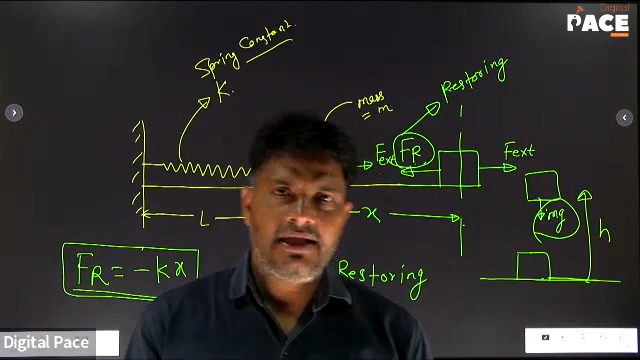 Digital
PACE
Spring Constant.
K.
mass
= m
Restoring
Fext
FR
Fext
mg
h
L
x
FR = -kx
Restoring
Digital Pace